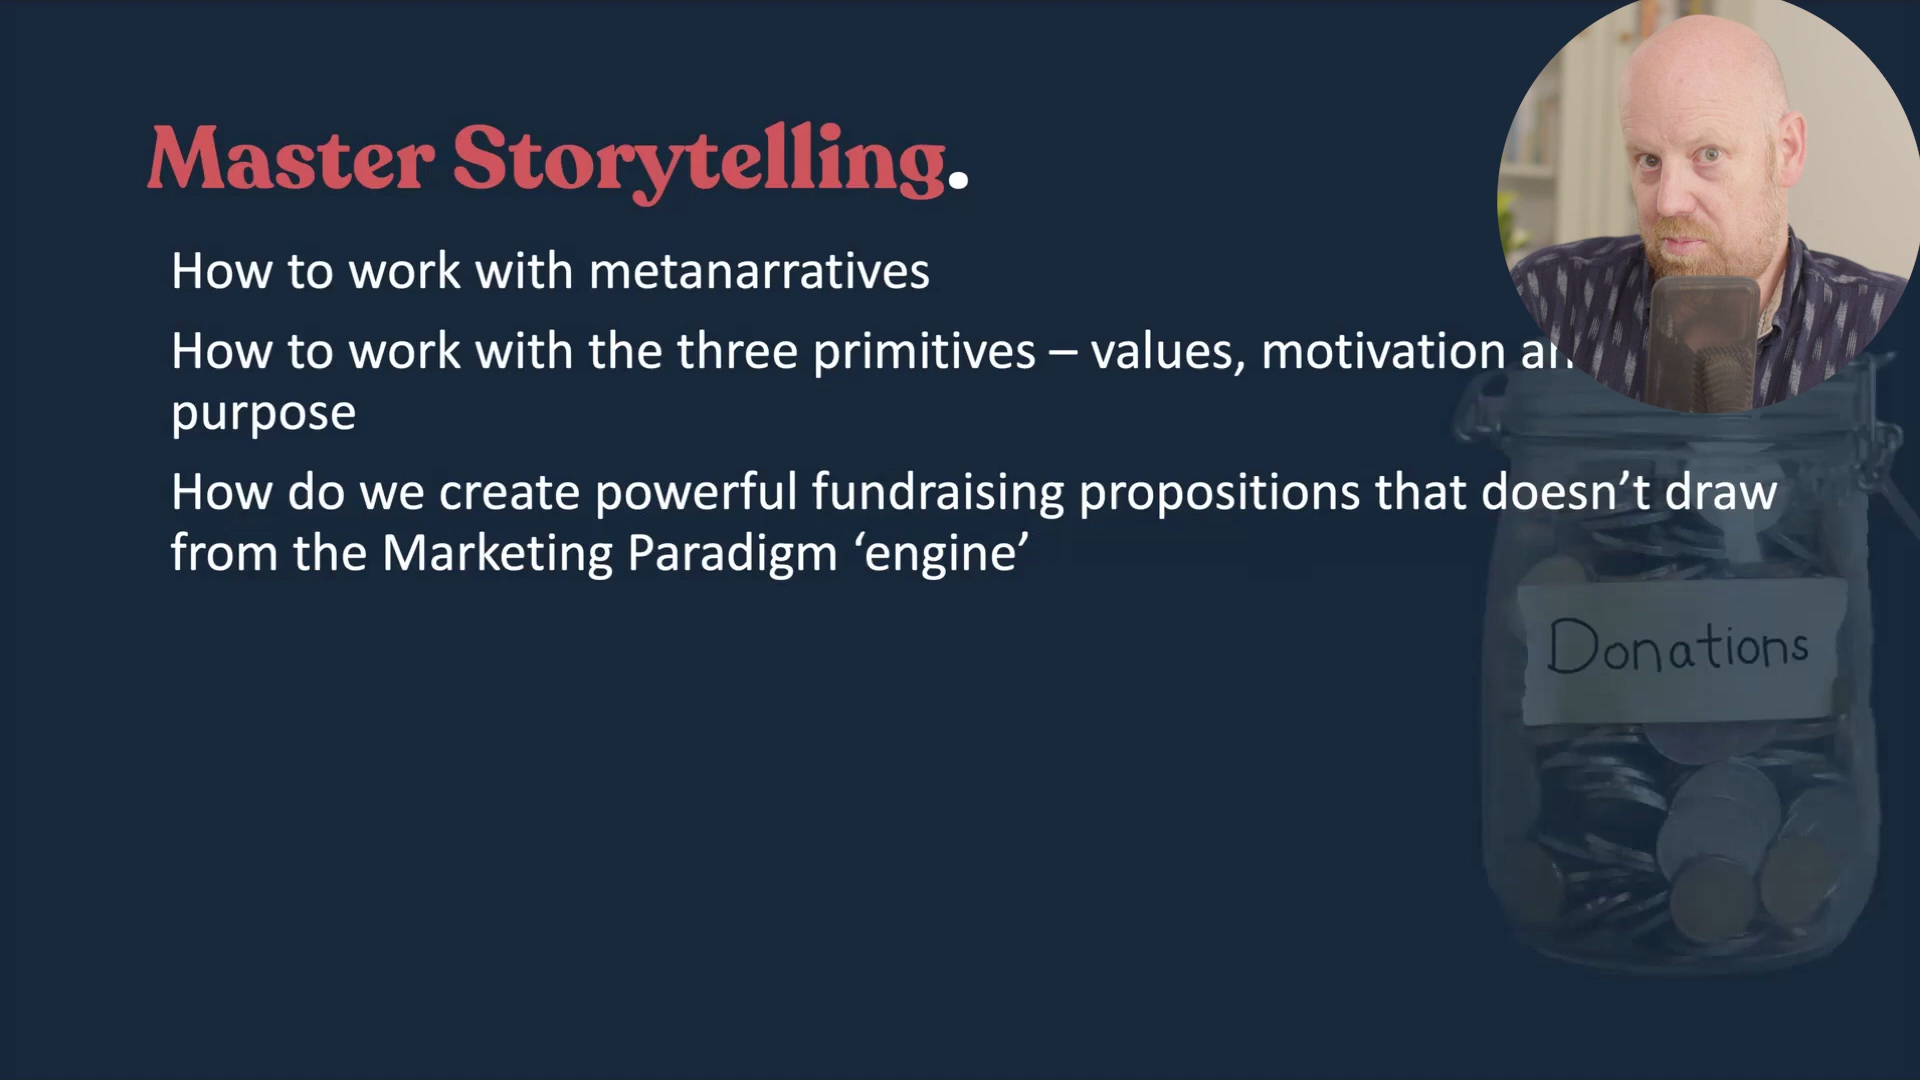 Master Storytelling.
How to work with metanarratives
How to work with the three primitives – values, motivation
purpose
How do we create powerful fundraising propositions that doesn’t draw
from the Marketing Paradigm ‘engine’
Donations